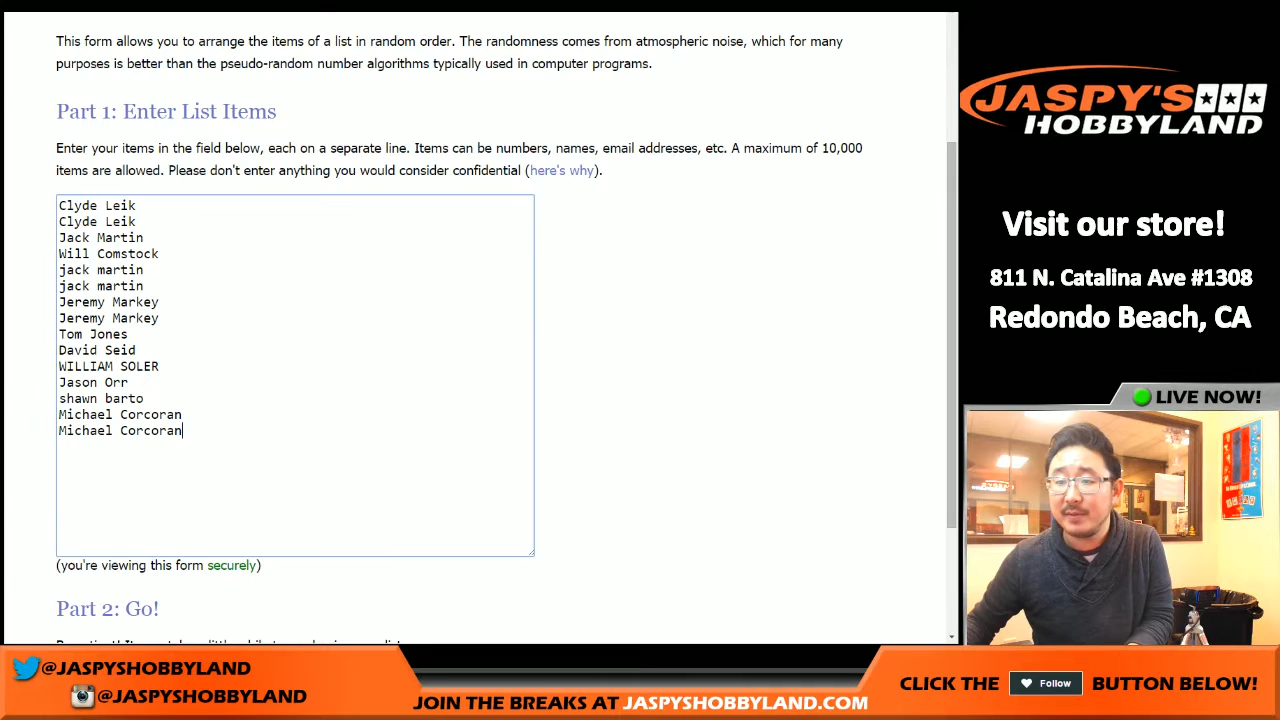 This form allows you to arrange the items of a list in random order. The randomness comes from atmospheric noise, which for many
purposes is better than the pseudo-random number algorithms typically used in computer programs.
Part 1: Enter List Items
Enter your items in the field below, each on a separate line. Items can be numbers, names, email addresses, etc. A maximum of 10,000
items are allowed. Please don't enter anything you would consider confidential (here's why).
Clyde Leik
Clyde Leik
Jack Martin
Will Comstock
jack martin
jack martin
Jeremy Markey
Jeremy Markey
Tom Jones
David Seid
WILLIAM SOLER
Jason Orr
shawn barto
Michael Corcoran
Michael Corcoran
(you're viewing this form securely)
Part 2: Go!
JASPY'S
HOBBYLAND
Visit our store!
811 N. Catalina Ave #1308
Redondo Beach, CA
LIVE NOW!
@JASPYSHOBBYLAND
@JASPYSHOBBYLAND
JOIN THE BREAKS AT JASPYSHOBBYLAND.COM
CLICK THE Follow BUTTON BELOW!